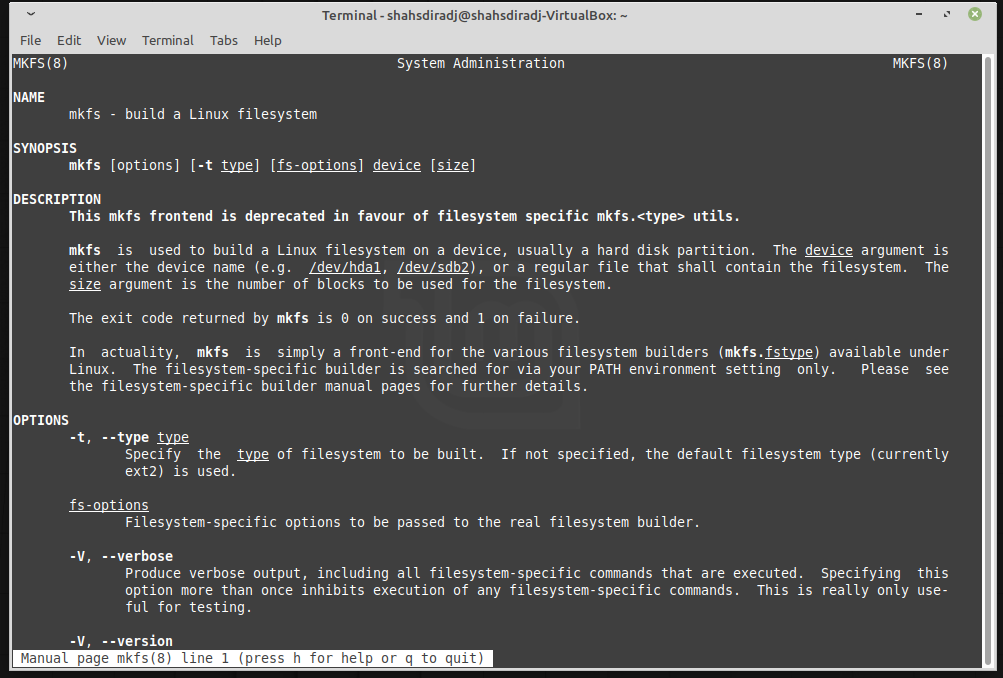 Terminal - shahsdiradj@shahsdiradj-VirtualBox: ~
File Edit View Terminal Tabs Help
MKFS(8) System Administration MKFS(8)
NAME
mkfs - build a Linux filesystem
SYNOPSIS
mkfs [options] [-t type] [fs-options] device [size]
DESCRIPTION
This mkfs frontend is deprecated in favour of filesystem specific mkfs.<type> utils.
mkfs is used to build a Linux filesystem on a device, usually a hard disk partition. The device argument is
either the device name (e.g. /dev/hda1, /dev/sdb2), or a regular file that shall contain the filesystem. The
size argument is the number of blocks to be used for the filesystem.
The exit code returned by mkfs is 0 on success and 1 on failure.
In actuality, mkfs is simply a front-end for the various filesystem builders (mkfs.fstype) available under
Linux. The filesystem-specific builder is searched for via your PATH environment setting only. Please see
the filesystem-specific builder manual pages for further details.
OPTIONS
-t, --type type
Specify the type of filesystem to be built. If not specified, the default filesystem type (currently
ext2) is used.
fs-options
Filesystem-specific options to be passed to the real filesystem builder.
-V, --verbose
Produce verbose output, including all filesystem-specific commands that are executed. Specifying this
option more than once inhibits execution of any filesystem-specific commands. This is really only use-
ful for testing.
-V, --version
Manual page mkfs(8) line 1 (press h for help or q to quit)